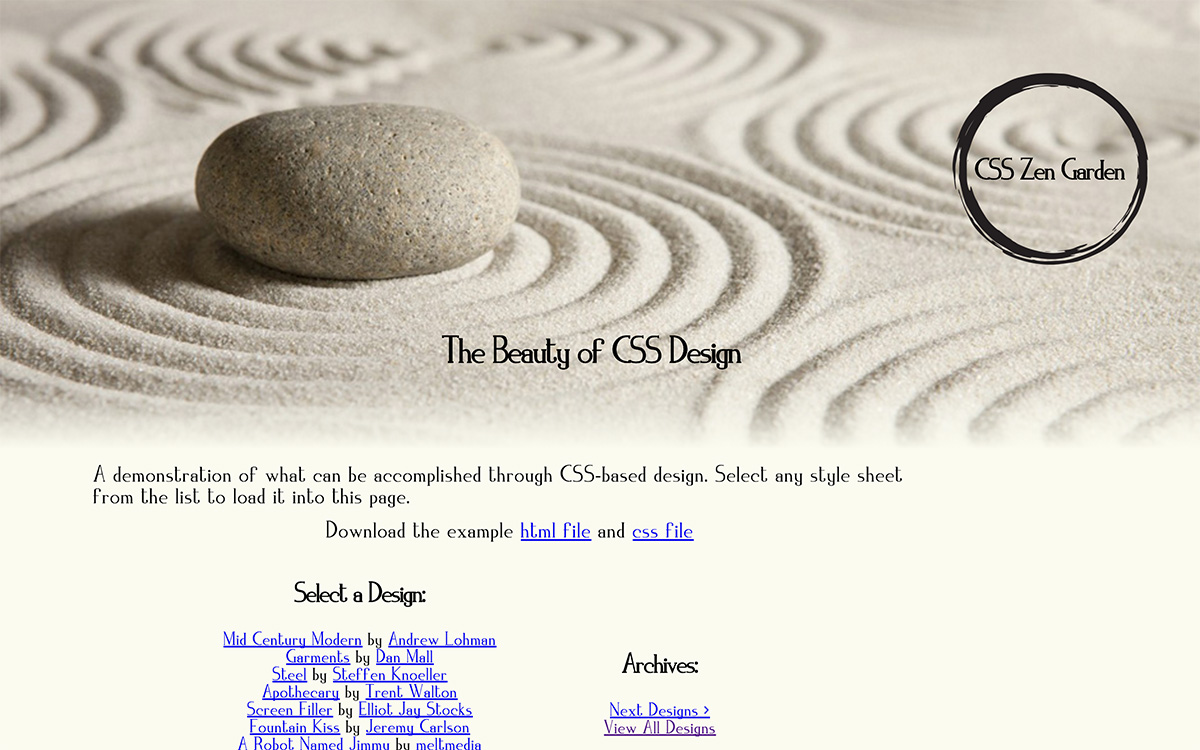 CSS Zen Garden
The Beauty of CSS Design
A demonstration of what can be accomplished through CSS-based design. Select any style sheet
from the list to load it into this page.
Download the example html file and css file
Select a Design:
Mid Century Modern by Andrew Lohman
Garments by Dan Mall
Steel by Steffen Knoeller
Apothecary by Trent Walton
Screen Filler by Elliot Jay Stocks
Fountain Kiss by Jeremy Carlson
A Robot Named Jimmy by meltmedia
Archives:
Next Designs >
View All Designs